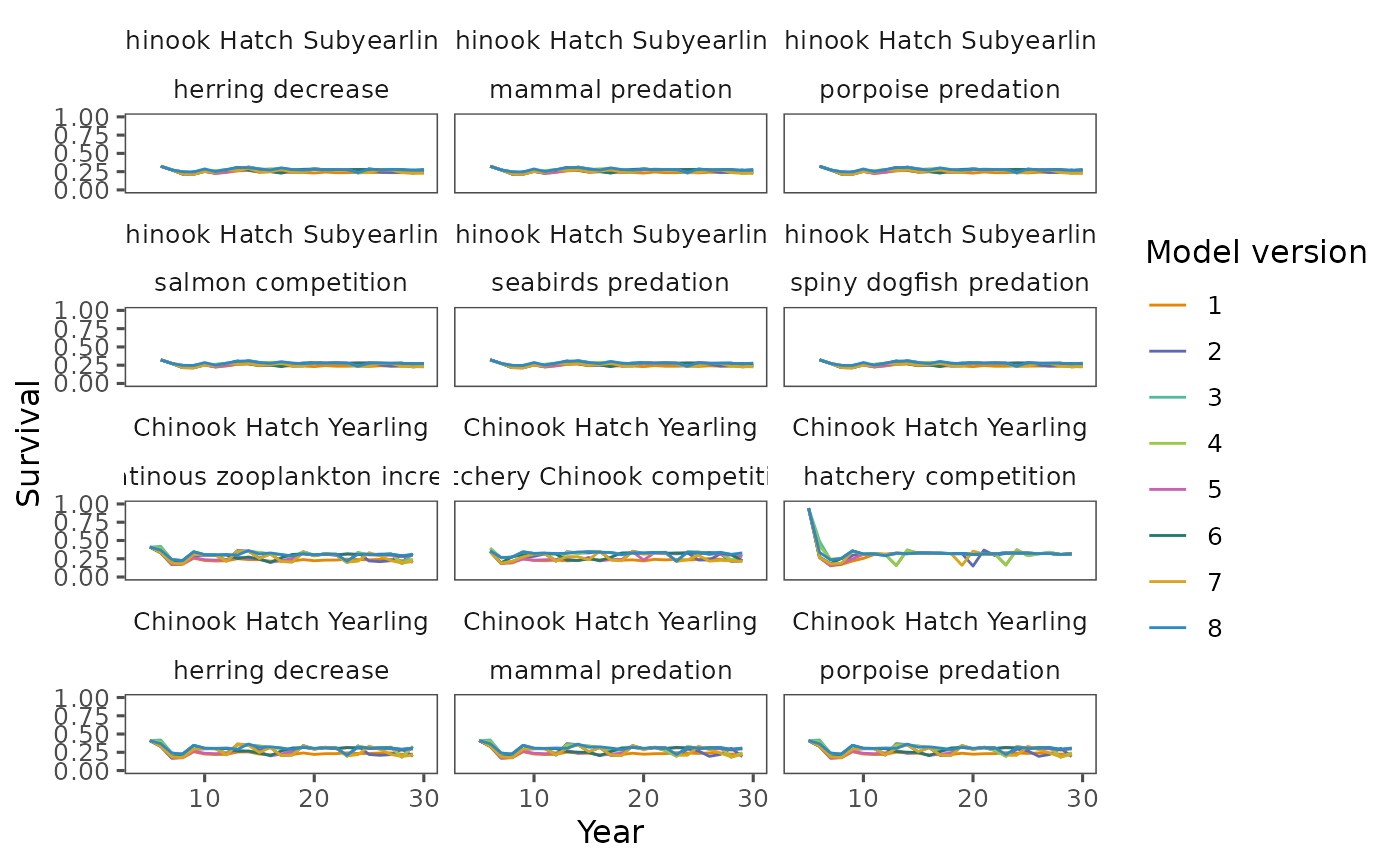 hinook Hatch Subyearlin hinook Hatch Subyearlin hinook Hatch Subyearlin
herring decrease mammal predation porpoise predation
1.00
0.75
0.50
0.25
0.00
hinook Hatch Subyearlin hinook Hatch Subyearlin hinook Hatch Subyearlin
salmon competition seabirds predation spiny dogfish predation
1.00
0.75
0.50
0.25
0.00
Chinook Hatch Yearling Chinook Hatch Yearling Chinook Hatch Yearling
tinous zooplankton incre tchery Chinook competiti hatchery competition
1.00
0.75
0.50
0.25
0.00
Chinook Hatch Yearling Chinook Hatch Yearling Chinook Hatch Yearling
herring decrease mammal predation porpoise predation
1.00
0.75
0.50
0.25
0.00
10 20 30 10 20 30 10 20 30
Year
Survival
Model version
1
2
3
4
5
6
7
8